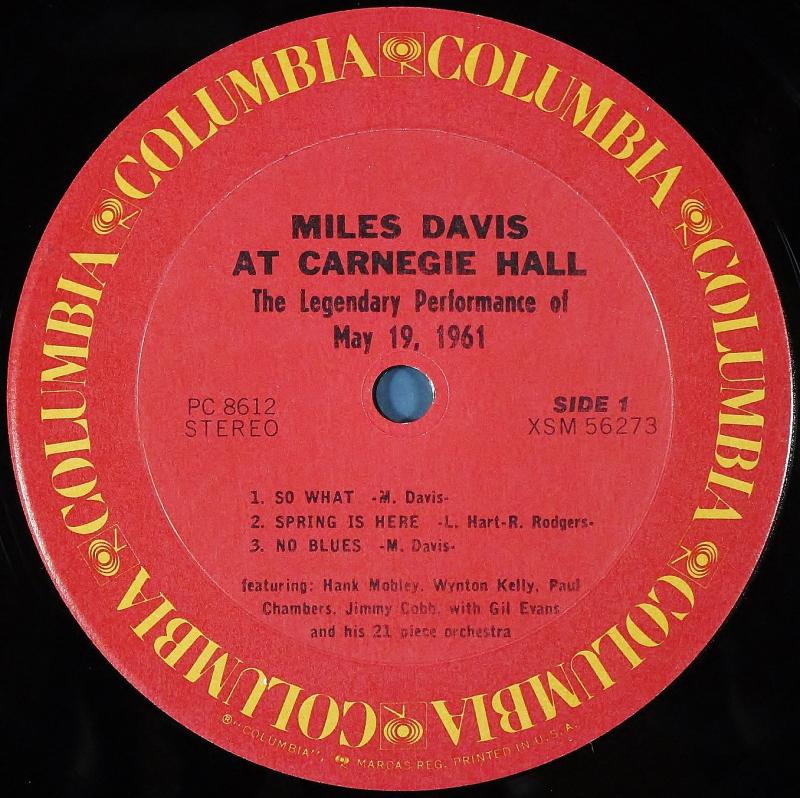 COLUMBIA COLUMBIA COLUMBIA COLUMBIA COLUMBIA COLUMBIA COLUMBIA COLUMBIA
MILES DAVIS
AT CARNEGIE HALL
The Legendary Performance of
May 19, 1961
PC 8612
STEREO
SIDE 1
XSM 56273
1. SO WHAT -M. Davis-
2. SPRING IS HERE -L. Hart-R. Rodgers-
3. NO BLUES -M. Davis-
featuring: Hank Mobley, Wynton Kelly, Paul
Chambers, Jimmy Cobb, with Gil Evans
and his 21 piece orchestra
®"COLUMBIA", MARCAS REG. PRINTED IN U.S.A.